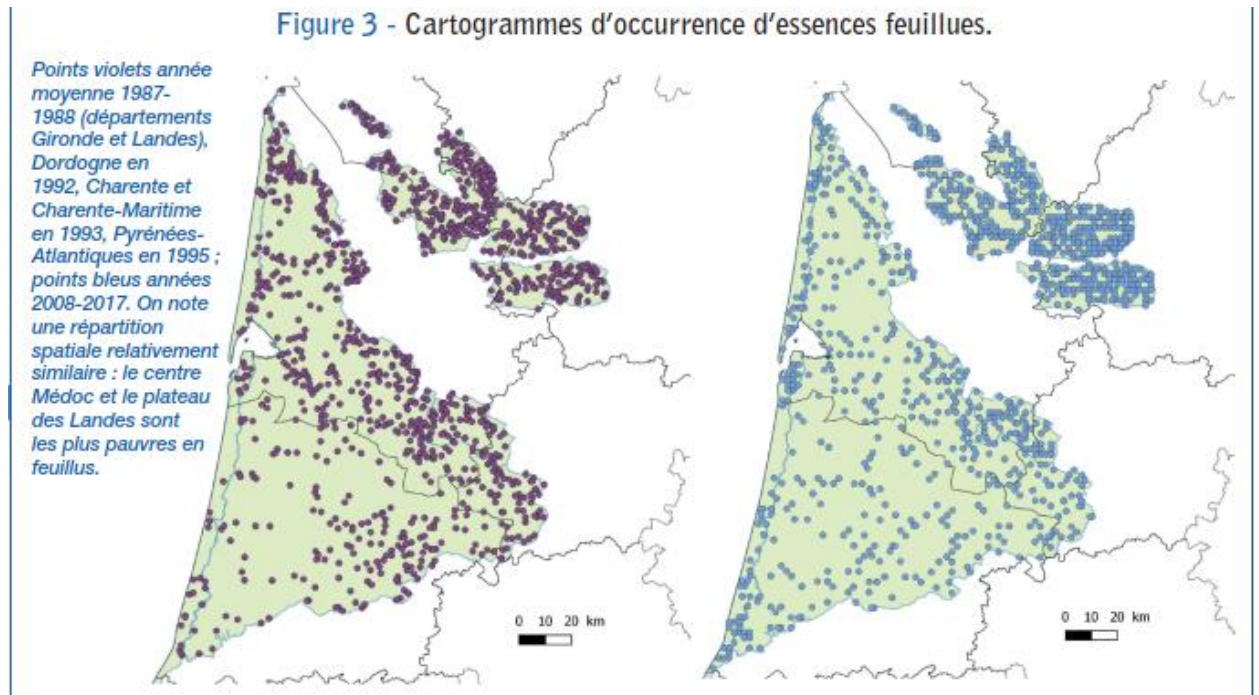 Figure 3 - Cartogrammes d'occurrence d'essences feuillues.
Points violets année
moyenne 1987-
1988 (départements
Gironde et Landes),
Dordogne en
1992, Charente et
Charente-Maritime
en 1993, Pyrénées-
Atlantiques en 1995 ;
points bleus années
2008-2017. On note
une répartition
spatiale relativement
similaire : le centre
Médoc et le plateau
des Landes sont
les plus pauvres en
feuillus.
0 10 20 km
0 10 20 km